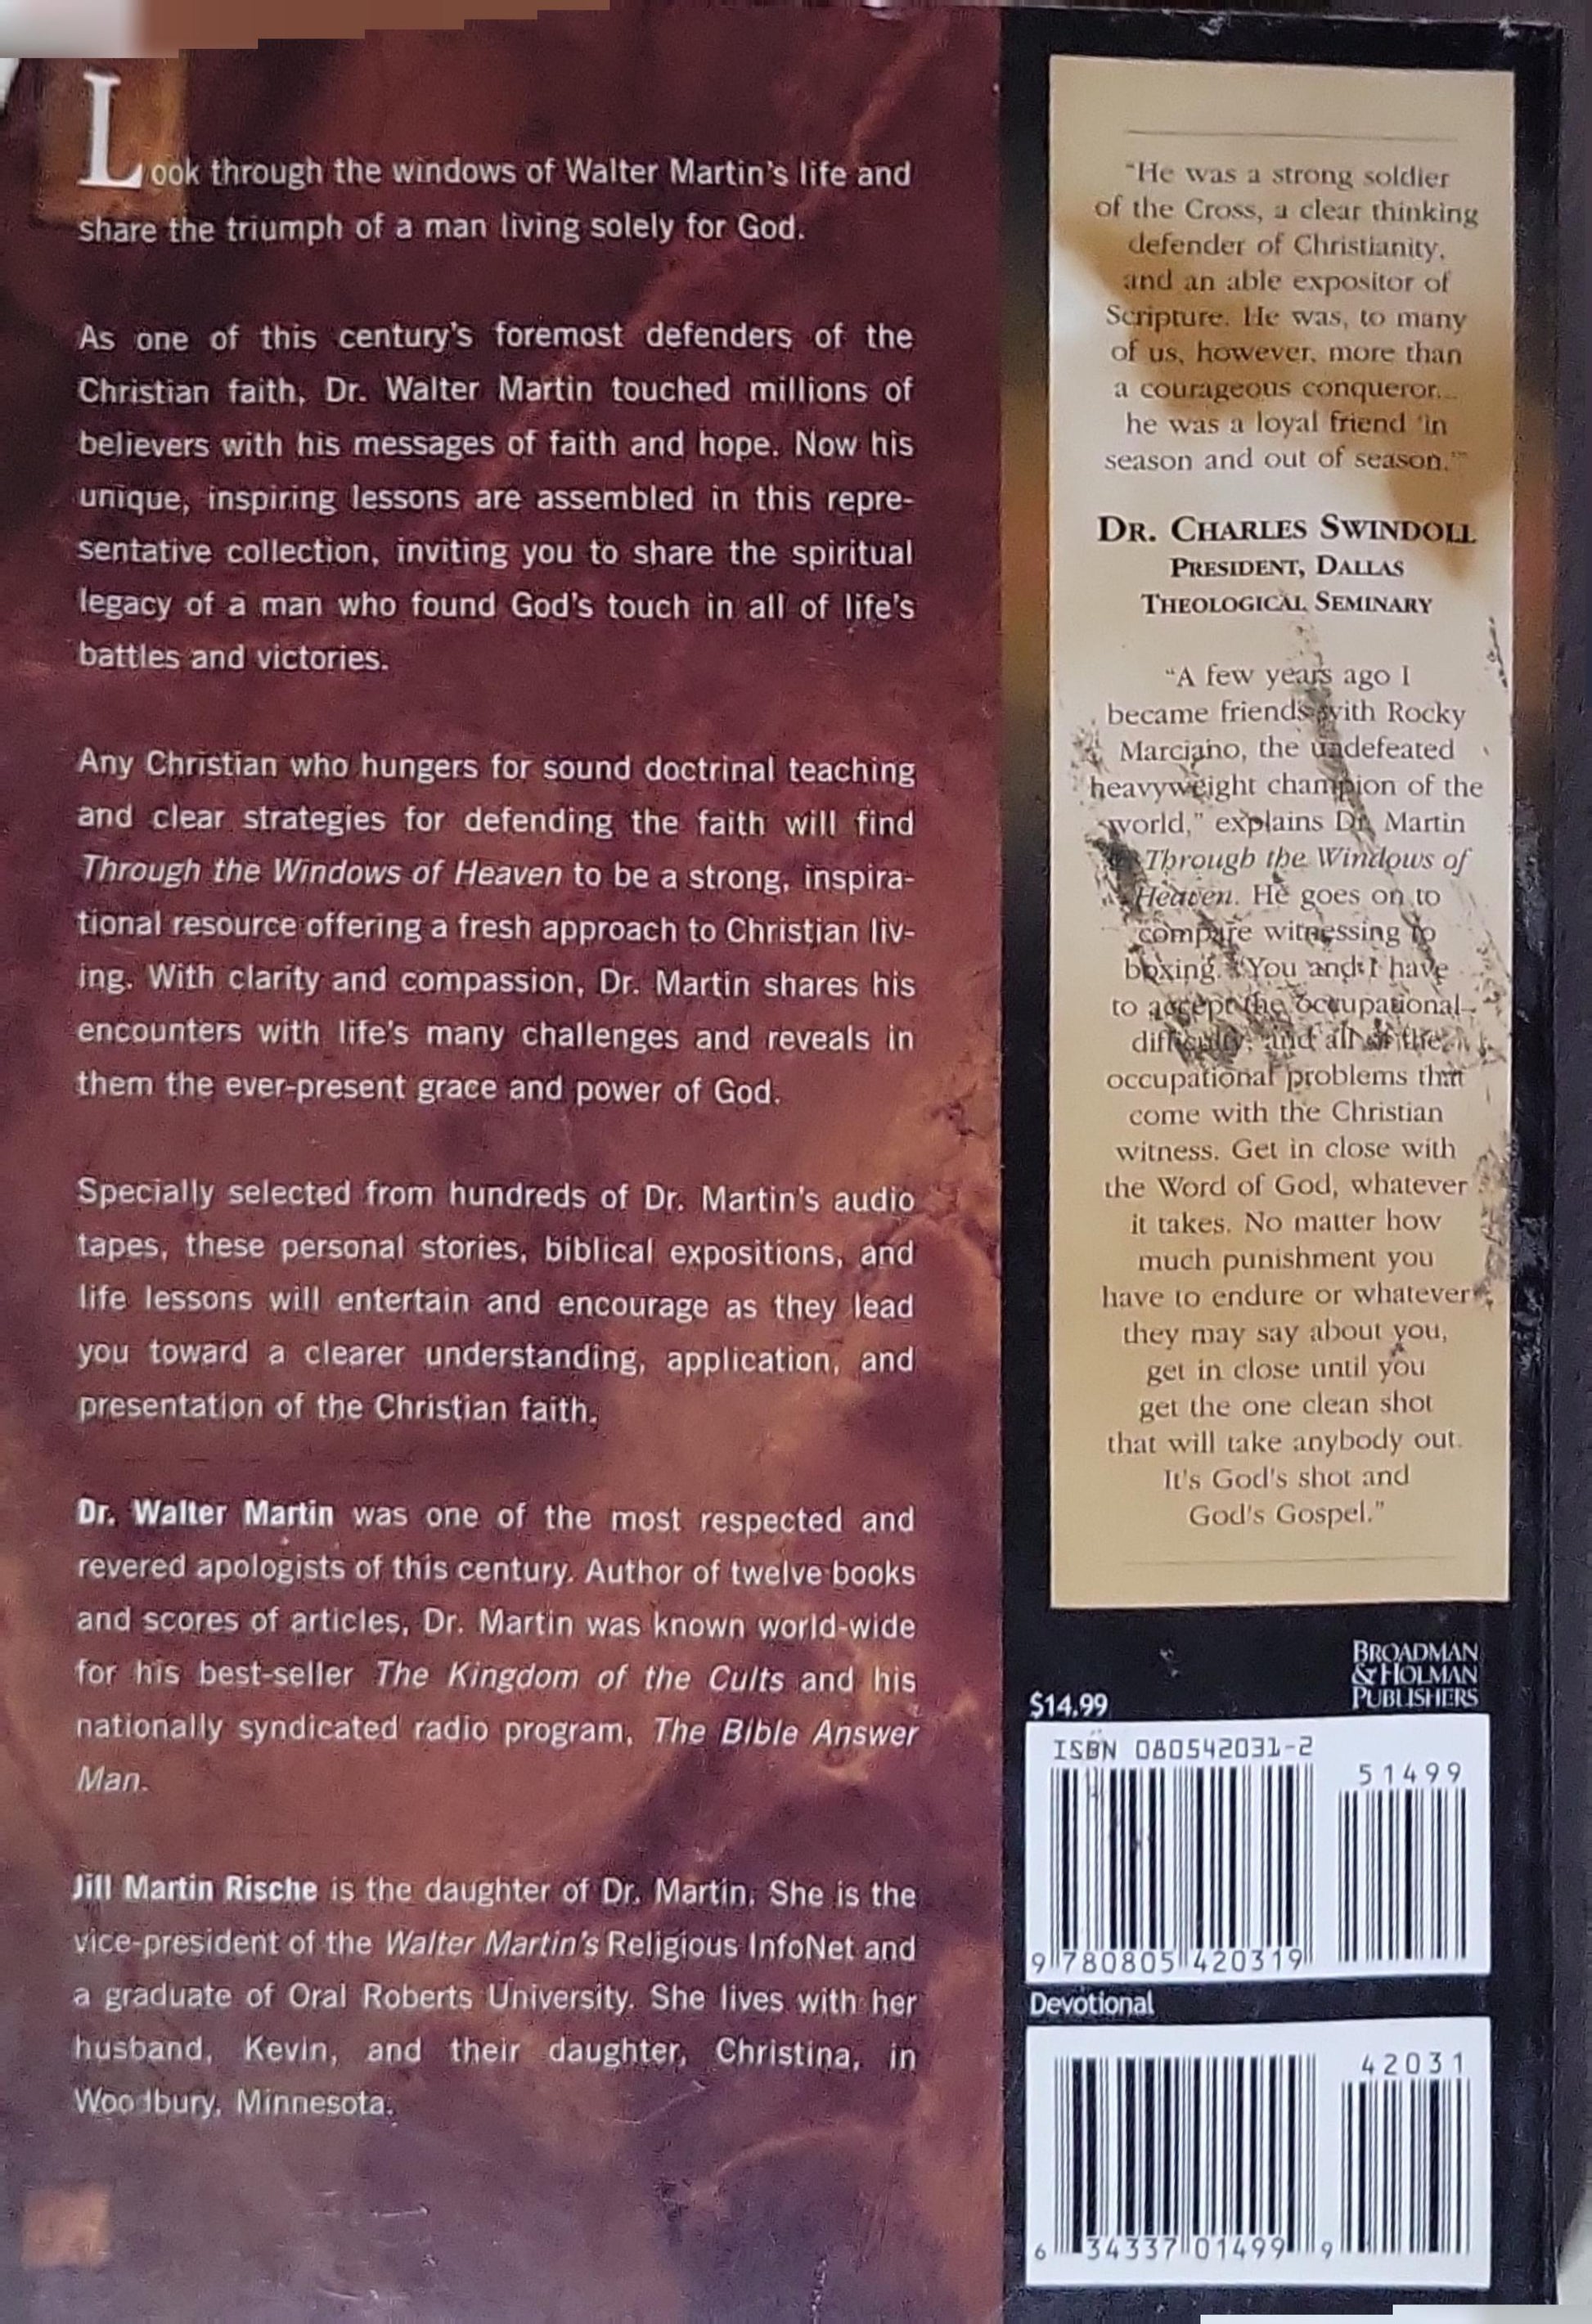 Look through the windows of Walter Martin's life and
share the triumph of a man living solely for God.
As one of this century's foremost defenders of the
Christian faith, Dr. Walter Martin touched millions of
believers with his messages of faith and hope. Now his
unique, inspiring lessons are assembled in this repre-
sentative collection, inviting you to share the spiritual
legacy of a man who found God's touch in all of life's
battles and victories.
Any Christian who hungers for sound doctrinal teaching
and clear strategies for defending the faith will find
Through the Windows of Heaven to be a strong, inspira-
tional resource offering a fresh approach to Christian liv-
ing. With clarity and compassion, Dr. Martin shares his
encounters with life's many challenges and reveals in
them the ever-present grace and power of God.
Specially selected from hundreds of Dr. Martin's audio
tapes, these personal stories, biblical expositions, and
life lessons will entertain and encourage as they lead
you toward a clearer understanding, application, and
presentation of the Christian faith.
Dr. Walter Martin was one of the most respected and
revered apologists of this century. Author of twelve books
and scores of articles, Dr. Martin was known world-wide
for his best-seller The Kingdom of the Cults and his
nationally syndicated radio program, The Bible Answer
Man.
Jill Martin Rische is the daughter of Dr. Martin. She is the
vice-president of the Walter Martin's Religious InfoNet and
a graduate of Oral Roberts University. She lives with her
husband, Kevin, and their daughter, Christina, in
Woodbury, Minnesota.
"He was a strong soldier
of the Cross, a clear thinking
defender of Christianity,
and an able expositor of
Scripture. He was, to many
of us, however, more than
a courageous conqueror...
he was a loyal friend 'in
season and out of season.'"
DR. CHARLES SWINDOLL
PRESIDENT, DALLAS
THEOLOGICAL SEMINARY
"A few years ago I
became friends with Rocky
Marciano, the undefeated
heavyweight champion of the
world," explains Dr. Martin
Through the Windows of
Heaven. He goes on to
compare witnessing to
boxing. "You and I have
to accept the occupational
difficulty, and all of the
occupational problems that
come with the Christian
witness. Get in close with
the Word of God, whatever
it takes. No matter how
much punishment you
have to endure or whatever
they may say about you,
get in close until you
get the one clean shot
that will take anybody out.
It's God's shot and
God's Gospel."
BROADMAN
& HOLMAN
PUBLISHERS
$14.99
ISBN 080542031-2
51499
9 780805 420319
Devotional
42031
6 34337 01499 9